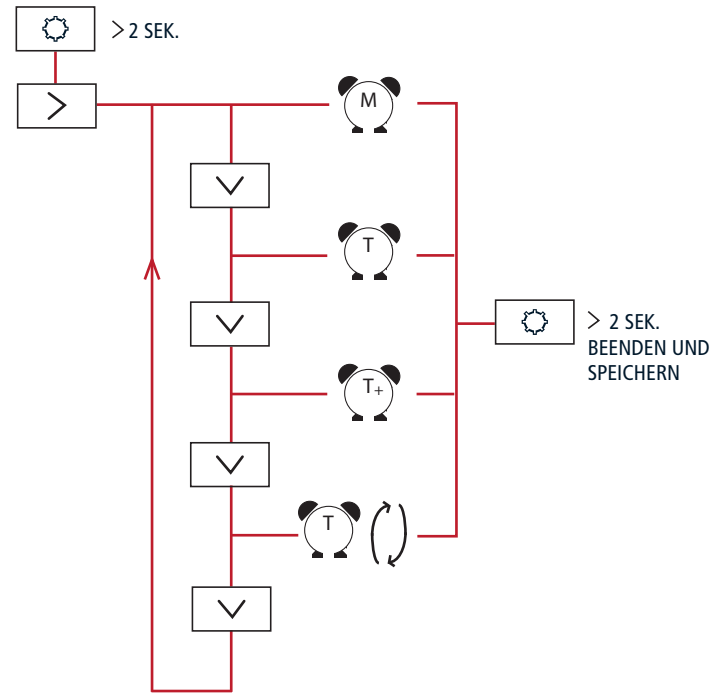 > 2 SEK.
M
T
T+
T
> 2 SEK.
BEENDEN UND
SPEICHERN